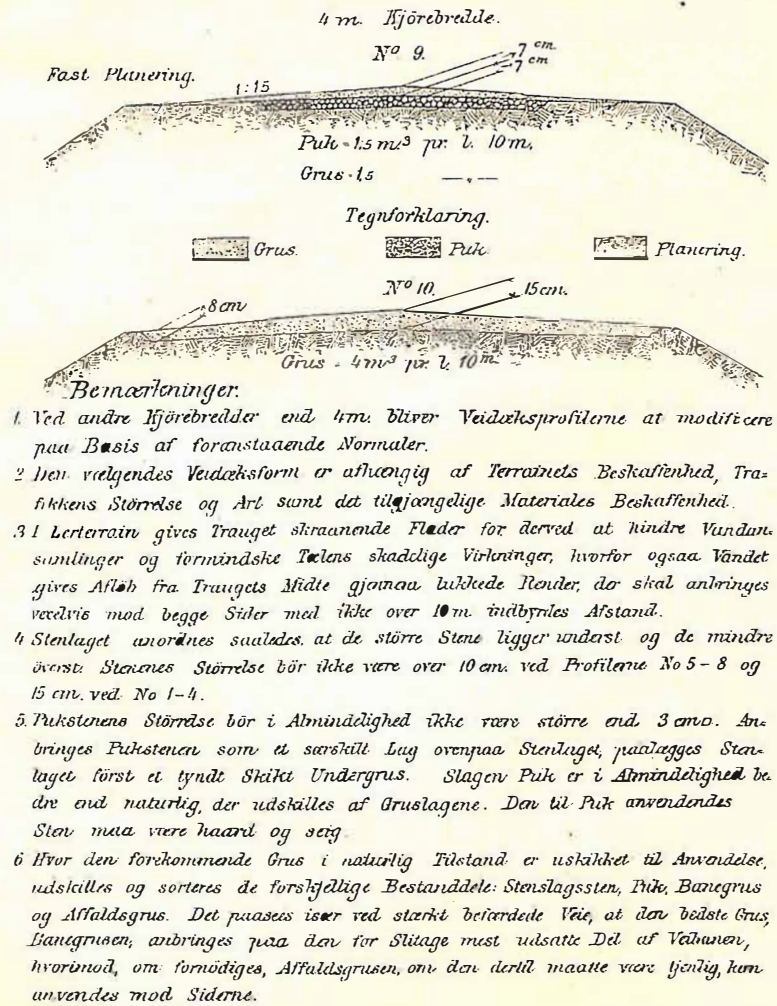 4 m. Kjörebredde.
No 9.
7 cm
7 cm
Fast Planering.
1:15
Puk = 1,5 m³ pr. l. 10 m.
Grus = 1,5 —„—
Tegnforklaring.
Grus.
Puk
Planering.
No 10.
8 cm
15 cm.
Grus = 4 m³ pr. l. 10 m.
Bemærkninger.
1. Ved andre Kjörebredder end 4 m. bliver Veidæksprofilerne at modificere
paa Basis af foranstaaende Normaler.
2 Den vælgendes Veidæksform er afhængig af Terrainets Beskaffenhed, Tra=
fikkens Störrelse og Art samt det tilgjængelige Materiales Beskaffenhed.
3 I Lerterrain gives Trauget skraanende Flader for derved at hindre Vandan=
samlinger og formindske Tælens skadelige Virkninger, hvorfor ogsaa Vandet
gives Afløb fra Traugets Midte gjennem lukkede Render, der skal anbringes
vexelvis mod begge Sider med ikke over 10 m. indbyrdes Afstand.
4 Stenlaget anordnes saaledes, at de större Stene ligger underst og de mindre
överst. Stenenes Störrelse bör ikke være over 10 cm. ved Profilerne No 5-8 og
15 cm. ved No 1-4.
5. Pukstenens Störrelse bör i Almindelighed ikke være större end 3 cm. An=
bringes Pukstenen som et særskilt Lag ovenpaa Stenlaget, paalægges Sten=
laget först et tyndt Skikt Undergrus. Slagen Puk er i Almindelighed be
dre end naturlig, der udskilles af Gruslagene. Den til Puk anvendendes
Sten maa være haard og seig
6 Hvor den forekommende Grus i naturlig Tilstand er uskikket til Anvendelse,
udskilles og sorteres de forskjellige Bestanddele: Stenslagssten, Puk, Banegrus
og Affaldsgrus. Det paasees især ved stærkt befærdede Veie, at den bedste Grus,
Banegrusen, anbringes paa den for Slitage mest udsatte Del af Veibanen,
hvorimod, om fornödiges, Affaldsgrusen, om den dertil maatte være tjenlig, kan
anvendes mod Siderne.